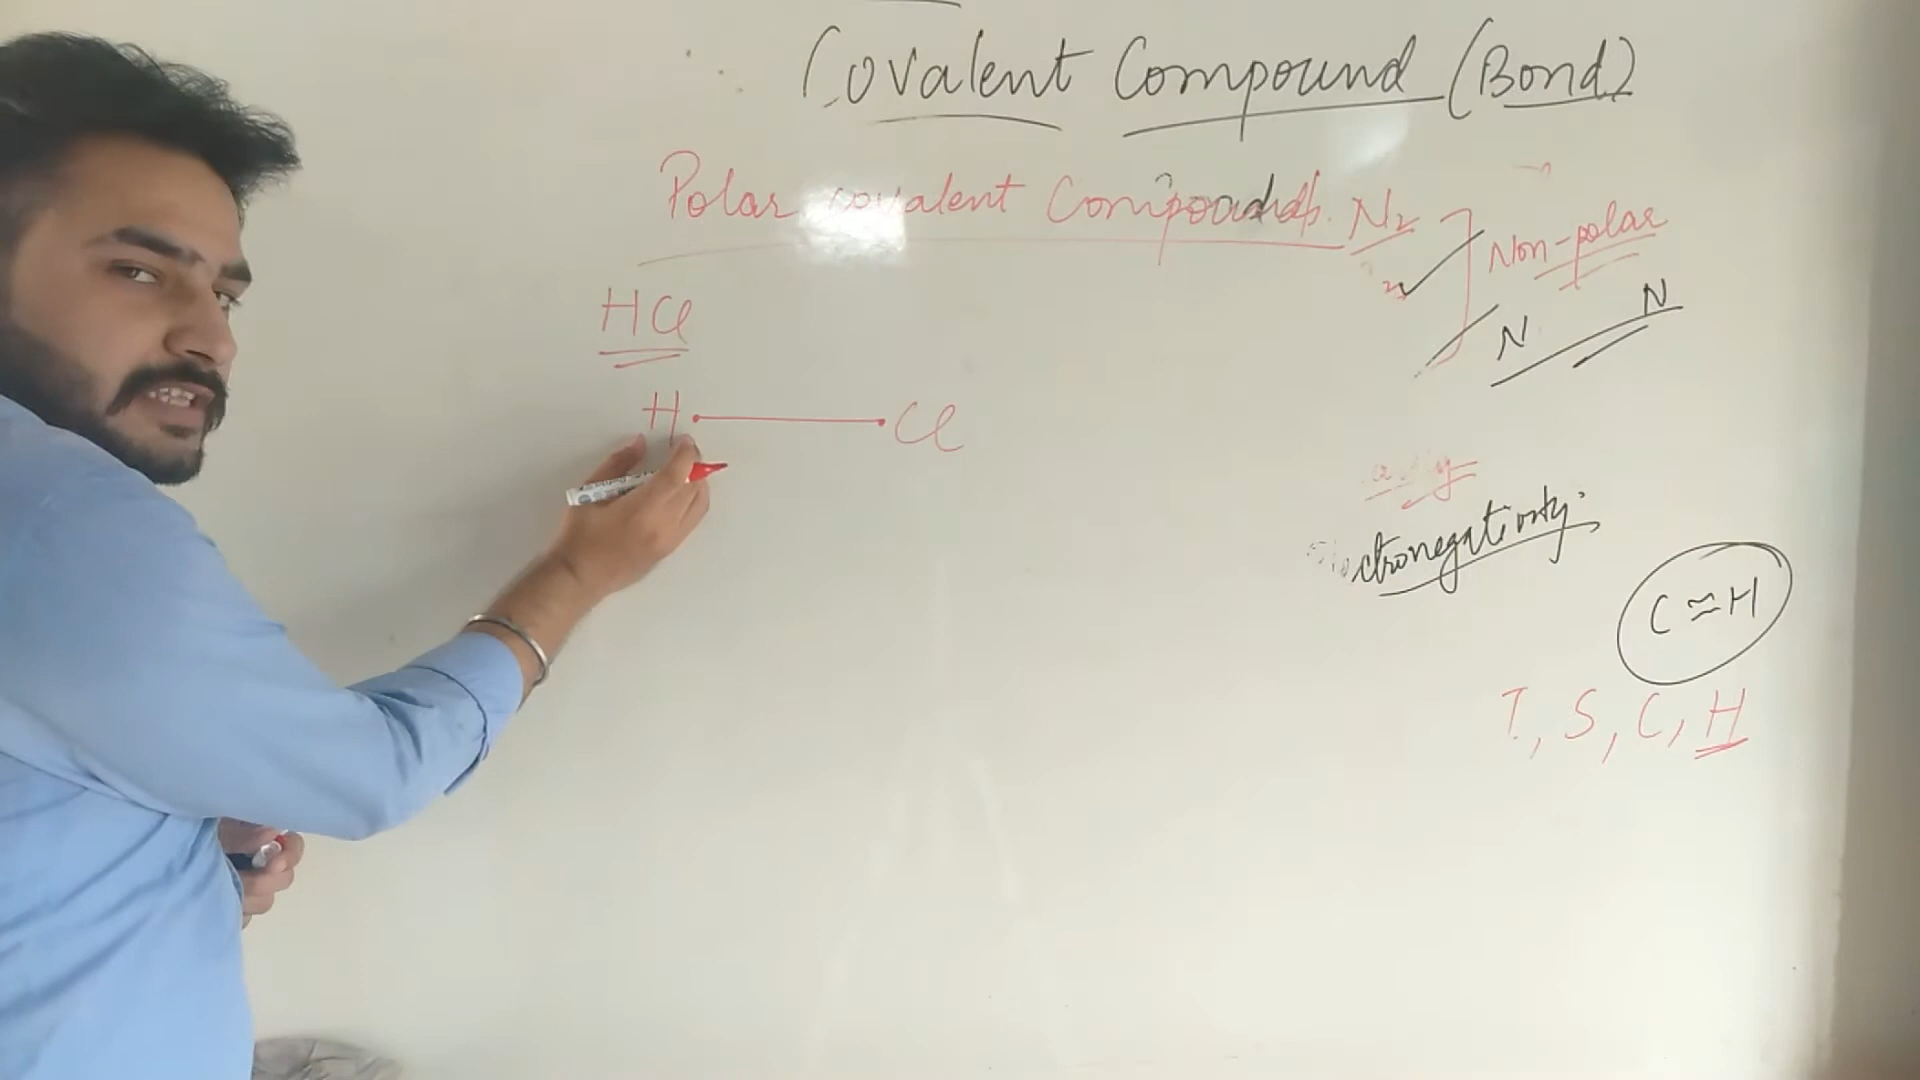 Covalent Compound (Bond)
Polar covalent Compounds. N2
Non-polar
N N
HCl
H Cl
Electronegativity.
C ≈ H
I, S, C, H